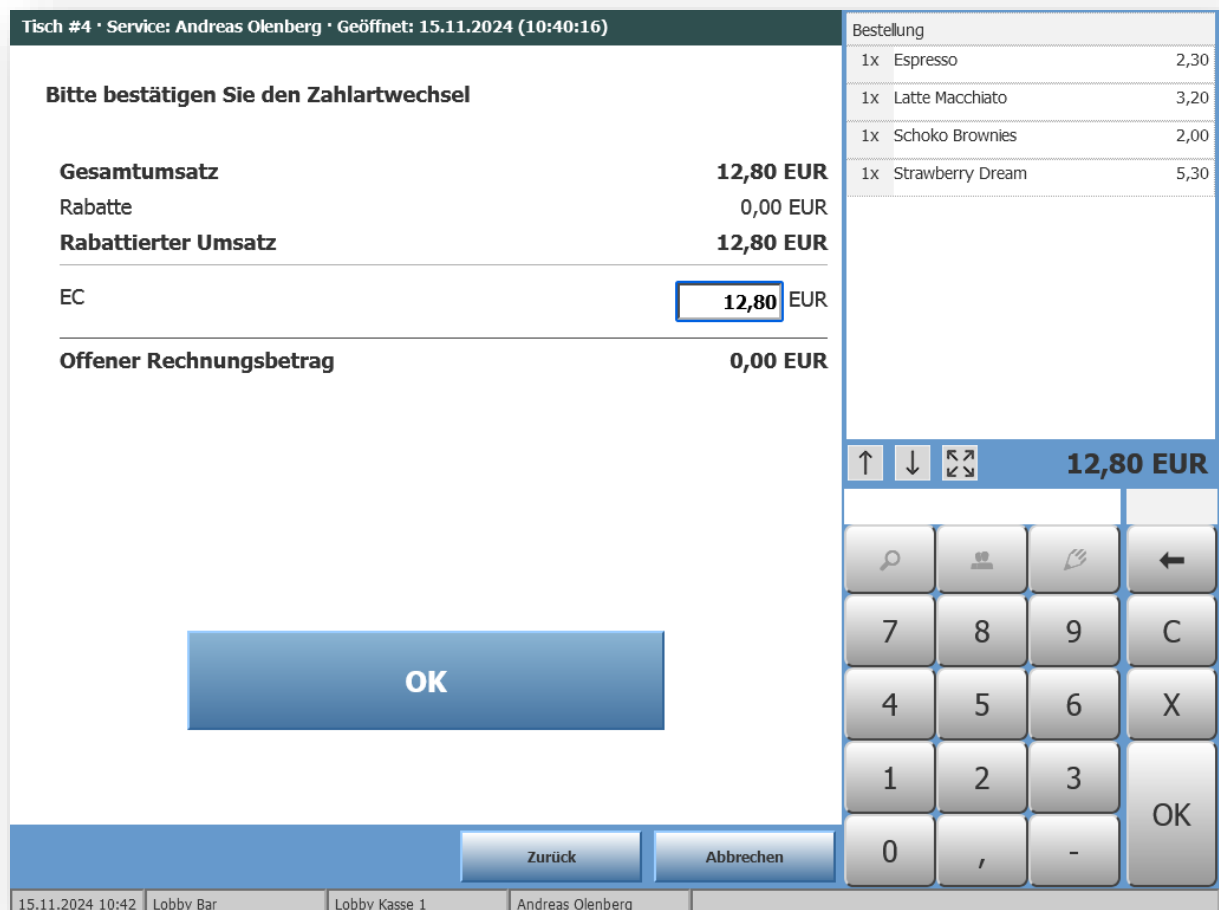 Tisch #4 · Service: Andreas Olenberg · Geöffnet: 15.11.2024 (10:40:16)
Bitte bestätigen Sie den Zahlartwechsel
Gesamtumsatz 12,80 EUR
Rabatte 0,00 EUR
Rabattierter Umsatz 12,80 EUR
EC 12,80 EUR
Offener Rechnungsbetrag 0,00 EUR
OK
Zurück Abbrechen
Bestellung
1x Espresso 2,30
1x Latte Macchiato 3,20
1x Schoko Brownies 2,00
1x Strawberry Dream 5,30
12,80 EUR
7 8 9 C
4 5 6 X
1 2 3
OK
0 , -
15.11.2024 10:42 Lobby Bar Lobby Kasse 1 Andreas Olenberg